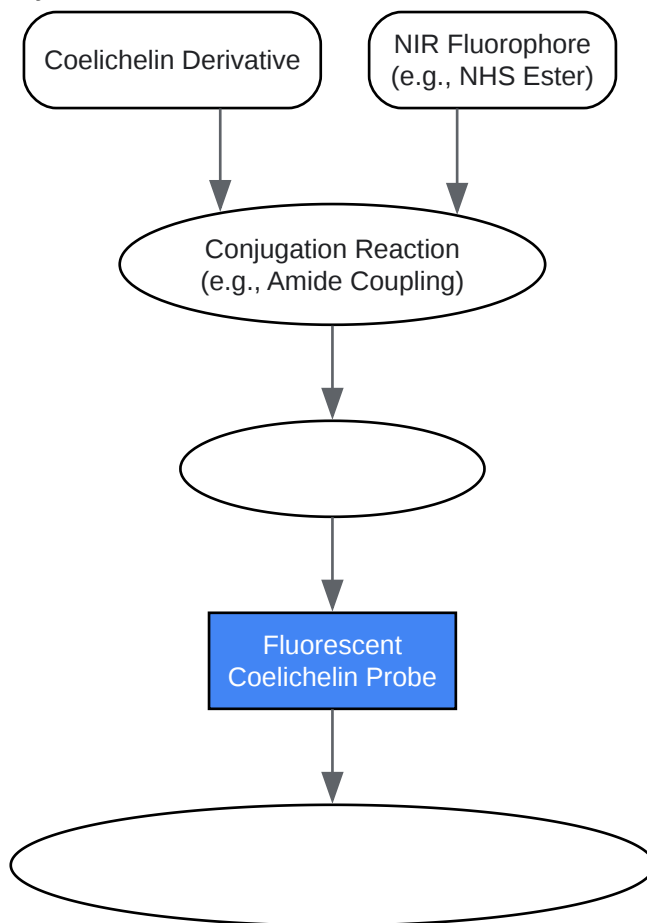 Coelichelin Derivative
NIR Fluorophore
(e.g., NHS Ester)
Conjugation Reaction
(e.g., Amide Coupling)
Fluorescent
Coelichelin Probe